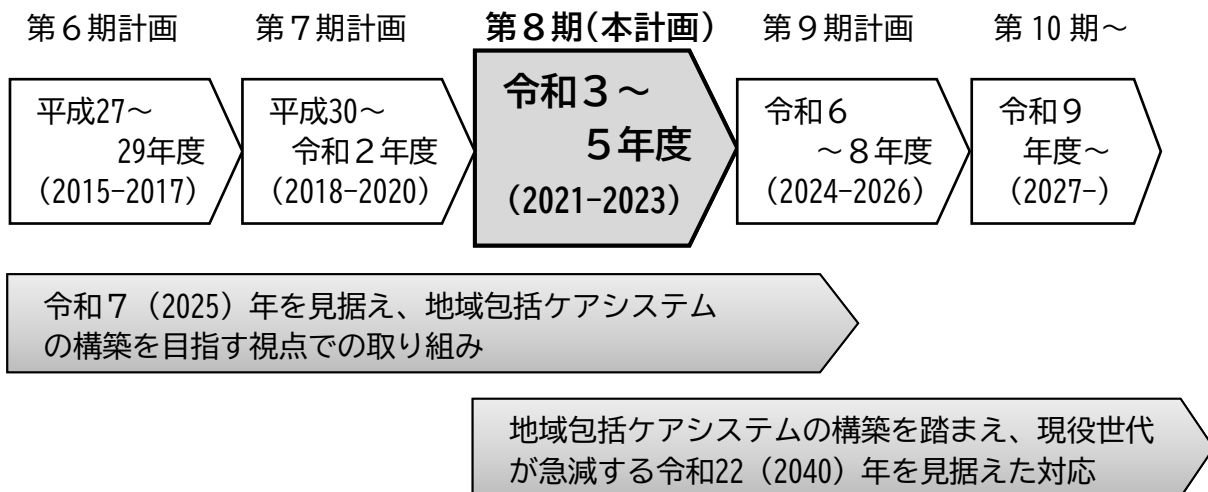 第６期計画
第７期計画
第８期(本計画)
第９期計画
第 10 期～
平成27～
29年度
(2015-2017)
平成30～
令和２年度
(2018-2020)
令和３～
５年度
(2021-2023)
令和６
～８年度
(2024-2026)
令和９
年度～
(2027-)
令和７（2025）年を見据え、地域包括ケアシステム
の構築を目指す視点での取り組み
地域包括ケアシステムの構築を踏まえ、現役世代
が急減する令和22（2040）年を見据えた対応